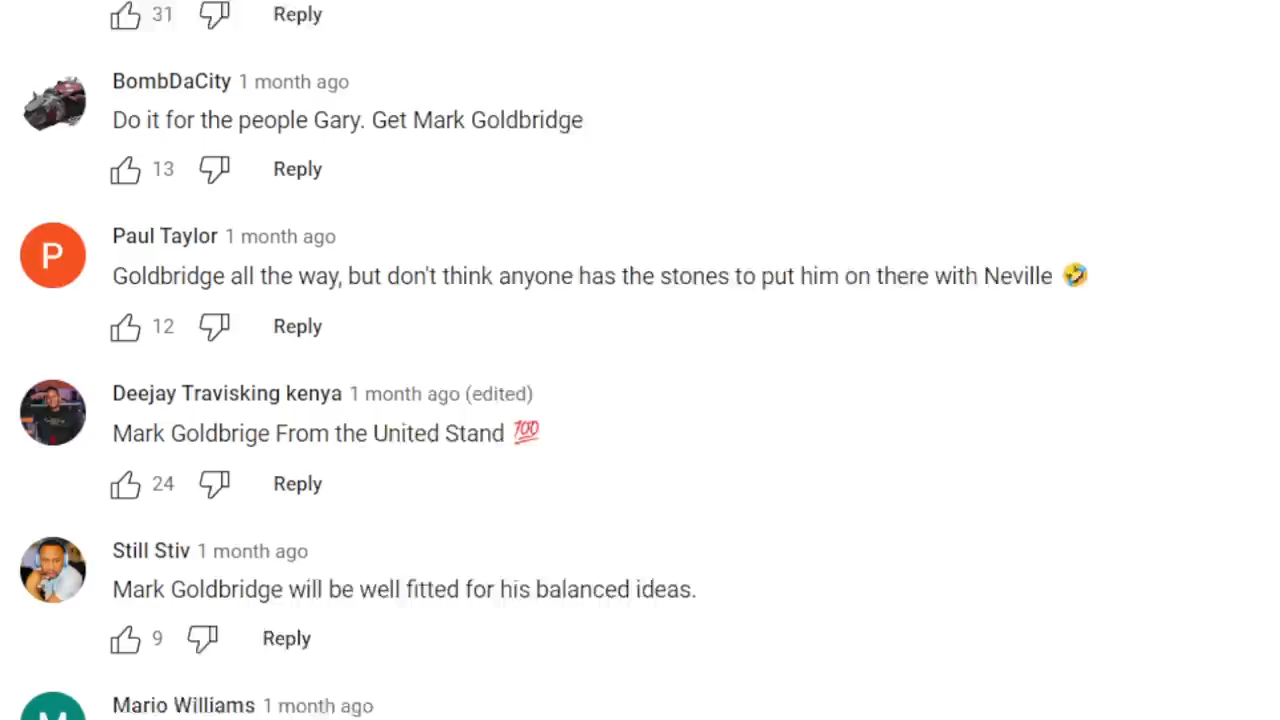 31 Reply
BombDaCity 1 month ago
Do it for the people Gary. Get Mark Goldbridge
13 Reply
P
Paul Taylor 1 month ago
Goldbridge all the way, but don't think anyone has the stones to put him on there with Neville 🤣
12 Reply
Deejay Travisking kenya 1 month ago (edited)
Mark Goldbrige From the United Stand 💯
24 Reply
Still Stiv 1 month ago
Mark Goldbridge will be well fitted for his balanced ideas.
9 Reply
M
Mario Williams 1 month ago